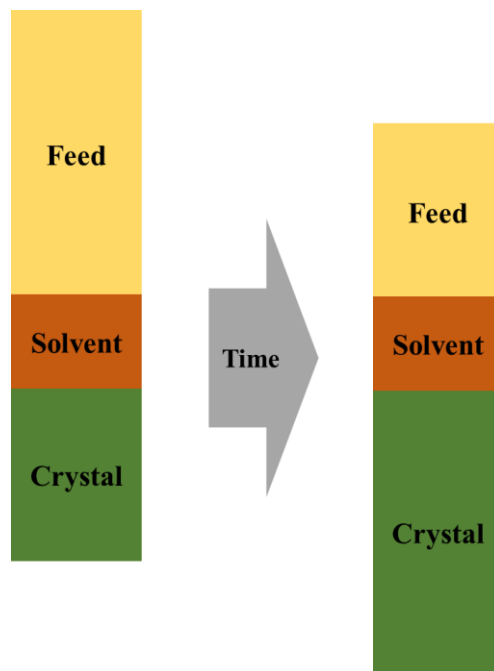 Feed
Solvent
Crystal
Time
Feed
Solvent
Crystal